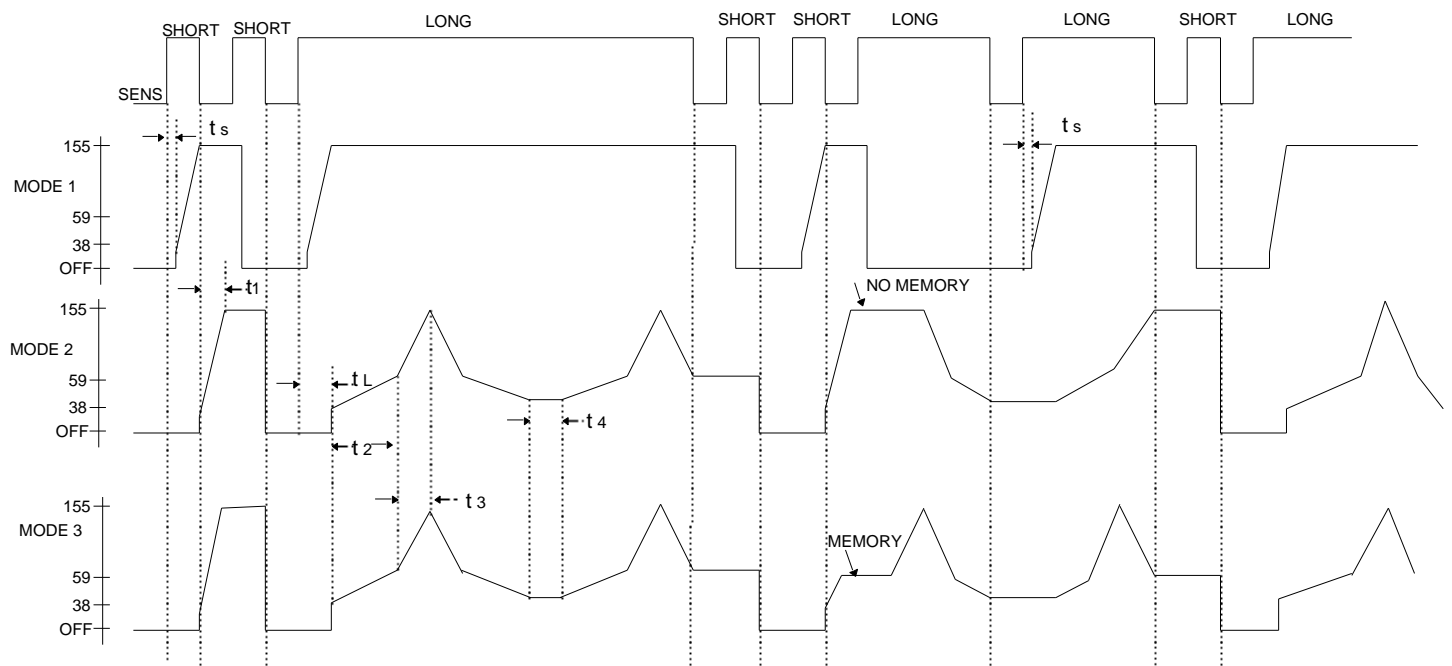 SHORT SHORT LONG SHORT SHORT LONG LONG SHORT LONG
SENS
t s t s
155
MODE 1
59
38
OFF
t1
NO MEMORY
155
MODE 2
59
t L
38
t 4
OFF
t 2
t 3
155
MODE 3
MEMORY
59
38
OFF